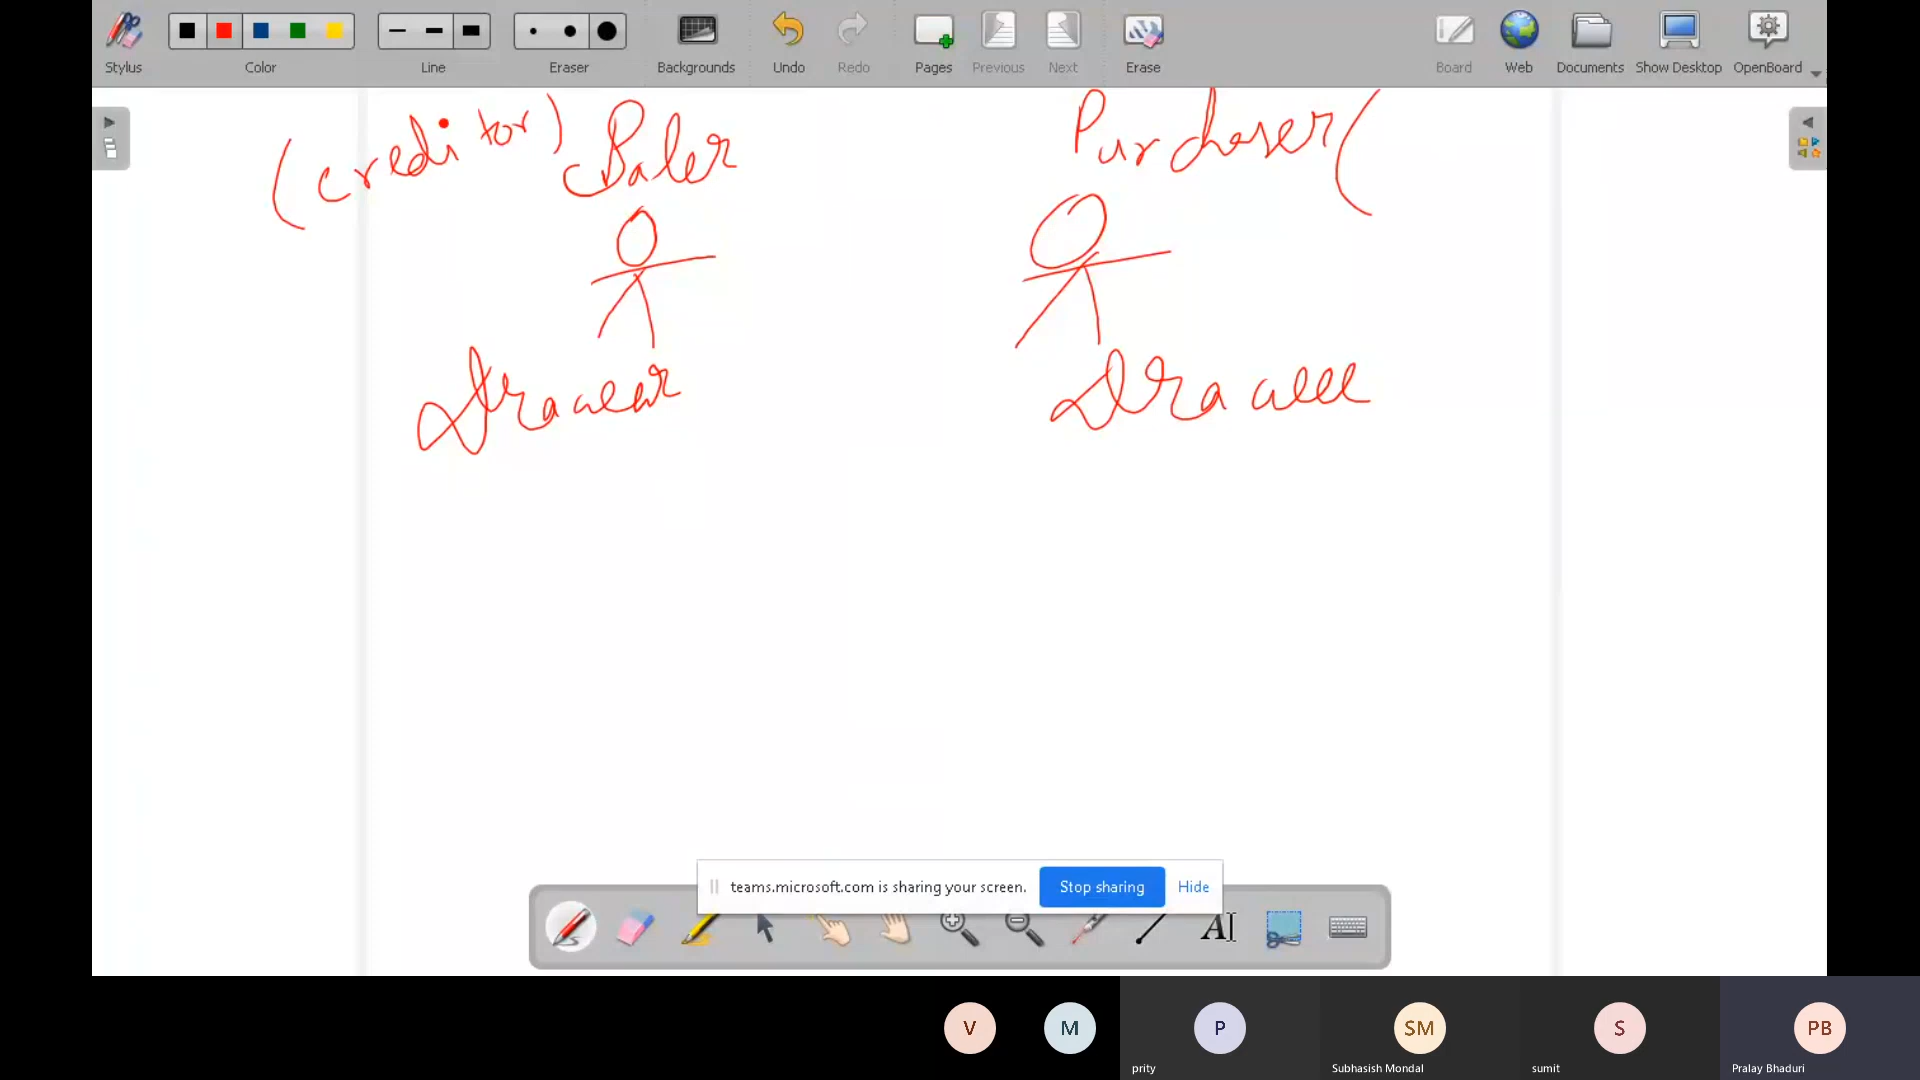 Stylus
Color
Line
Eraser
Backgrounds
Undo
Redo
Pages
Previous
Next
Erase
Board
Web
Documents
Show Desktop
OpenBoard
(creditor)
Purchaser (
Drawer
Drawee
teams.microsoft.com is sharing your screen.
Stop sharing
Hide
A
V
M
P
SM
S
PB
prity
Subhasish Mondal
sumit
Pralay Bhaduri